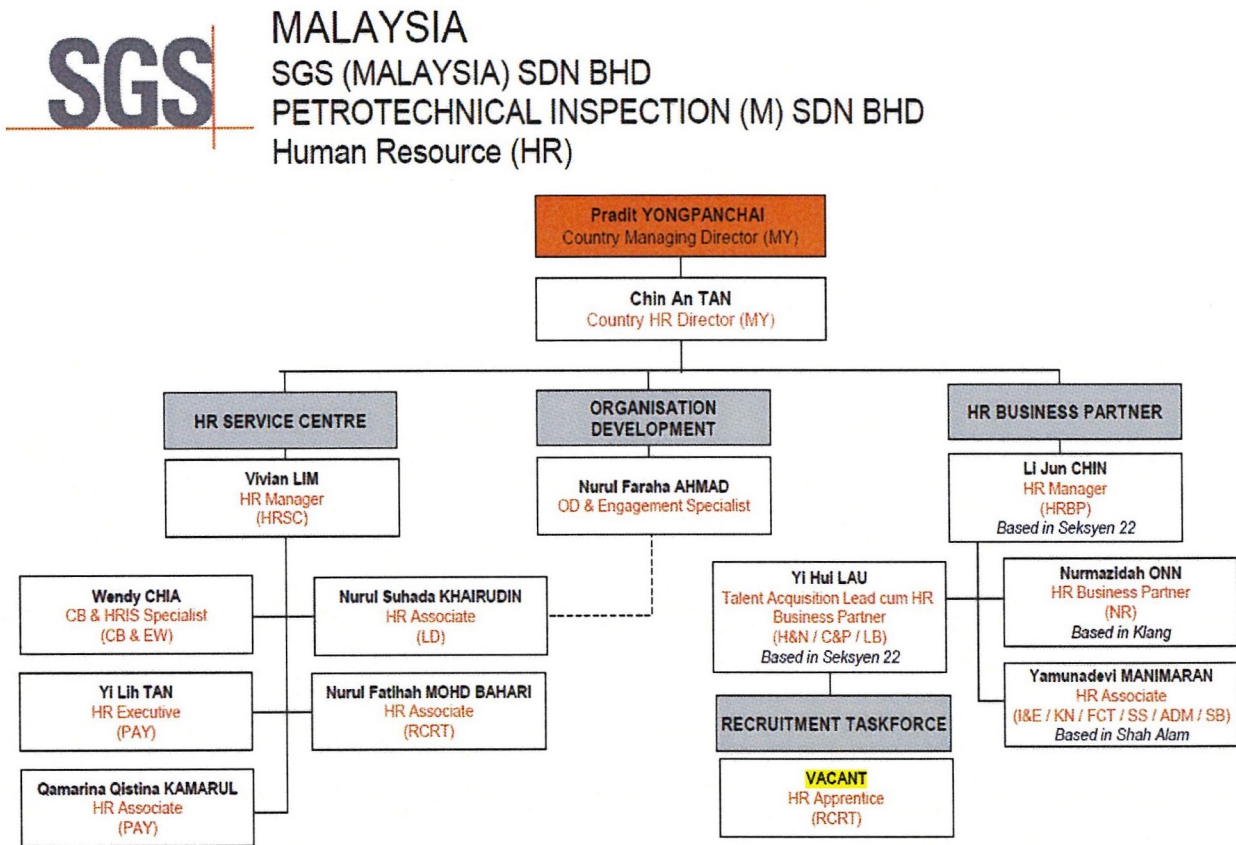 SGS
MALAYSIA
SGS (MALAYSIA) SDN BHD
PETROTECHNICAL INSPECTION (M) SDN BHD
Human Resource (HR)
Pradit YONGPANCHAI
Country Managing Director (MY)
Chin An TAN
Country HR Director (MY)
HR SERVICE CENTRE
Vivian LIM
HR Manager
(HRSC)
Wendy CHIA
CB & HRIS Specialist
(CB & EW)
Nurul Suhada KHAIRUDIN
HR Associate
(LD)
Yi Lih TAN
HR Executive
(PAY)
Nurul Fatihah MOHD BAHARI
HR Associate
(RCRT)
Qamarina Qistina KAMARUL
HR Associate
(PAY)
ORGANISATION
DEVELOPMENT
Nurul Faraha AHMAD
OD & Engagement Specialist
HR BUSINESS PARTNER
Li Jun CHIN
HR Manager
(HRBP)
Based in Seksyen 22
Yi Hui LAU
Talent Acquisition Lead cum HR
Business Partner
(H&N / C&P / LB)
Based in Seksyen 22
Nurmazidah ONN
HR Business Partner
(NR)
Based in Klang
Yamunadevi MANIMARAN
HR Associate
(I&E / KN / FCT / SS / ADM / SB)
Based in Shah Alam
RECRUITMENT TASKFORCE
VACANT
HR Apprentice
(RCRT)